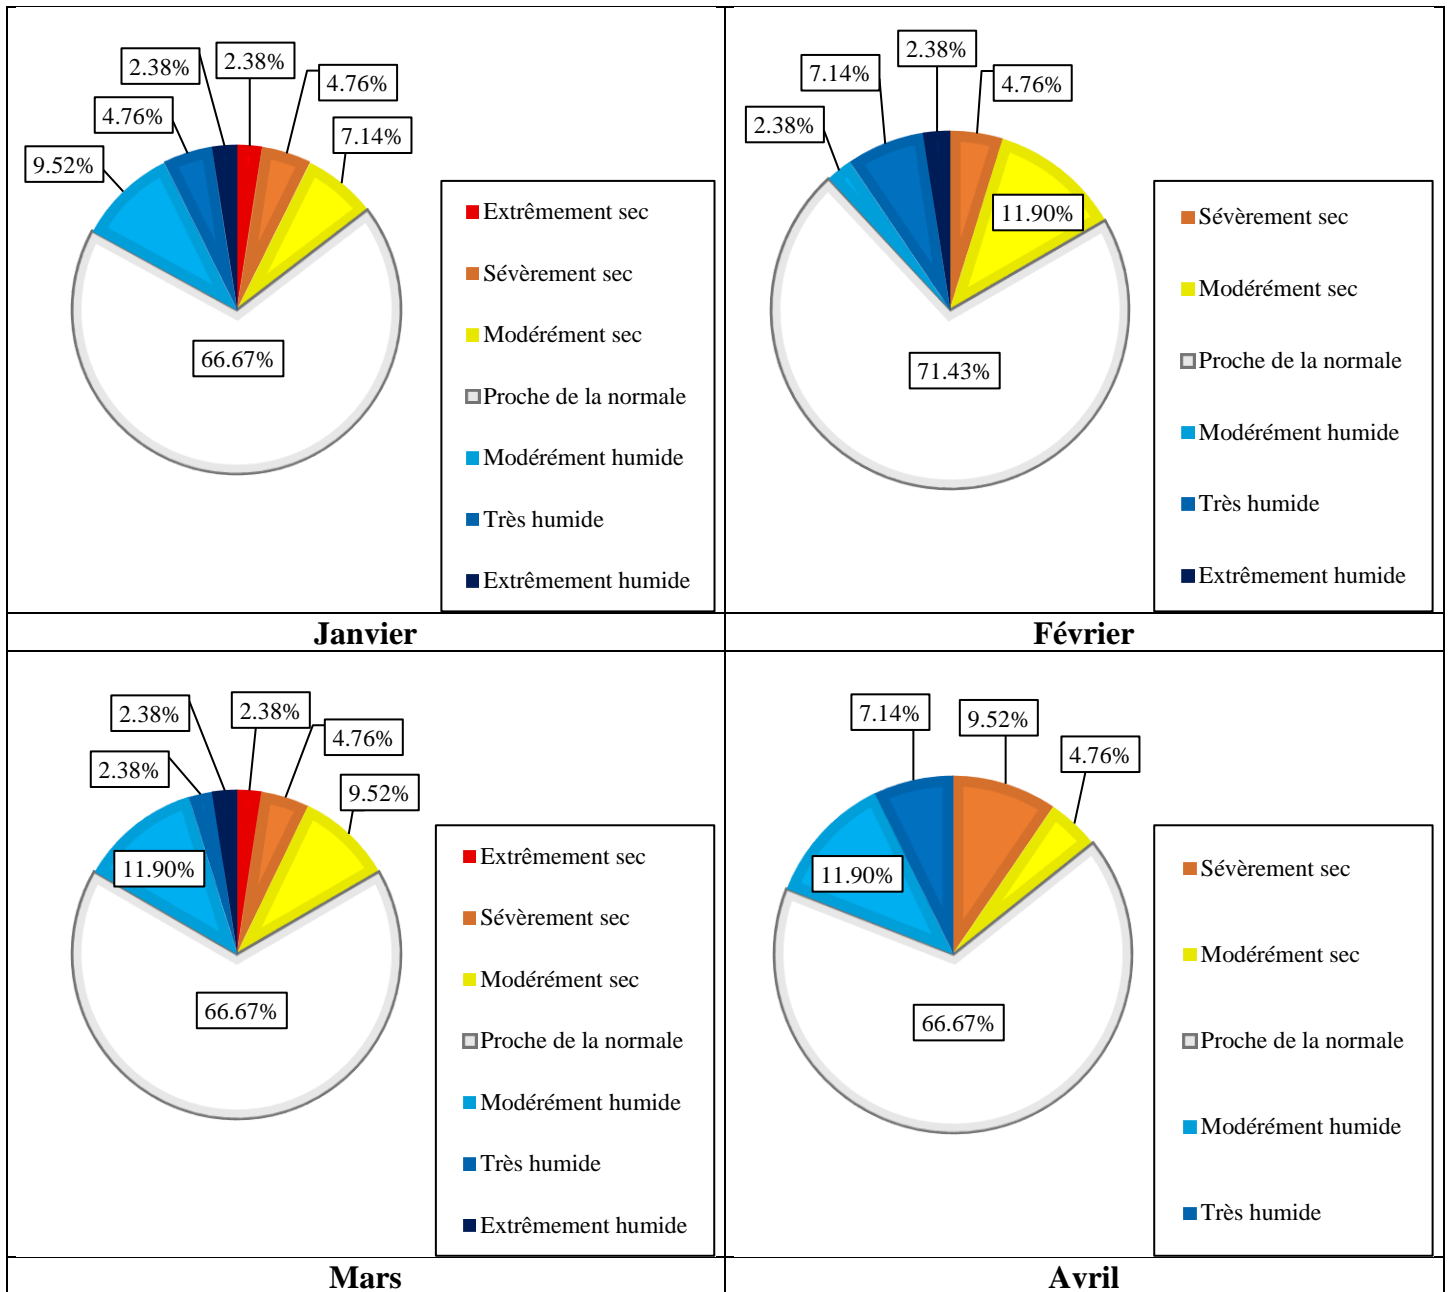 2.38%
2.38%
4.76%
4.76%
7.14%
9.52%
66.67%
Extrêmement sec
Sévèrement sec
Modérément sec
Proche de la normale
Modérément humide
Très humide
Extrêmement humide
Janvier
2.38%
7.14%
4.76%
2.38%
11.90%
71.43%
Sévèrement sec
Modérément sec
Proche de la normale
Modérément humide
Très humide
Extrêmement humide
Février
2.38%
2.38%
4.76%
2.38%
9.52%
11.90%
66.67%
Extrêmement sec
Sévèrement sec
Modérément sec
Proche de la normale
Modérément humide
Très humide
Extrêmement humide
Mars
7.14%
9.52%
4.76%
11.90%
66.67%
Sévèrement sec
Modérément sec
Proche de la normale
Modérément humide
Très humide
Avril